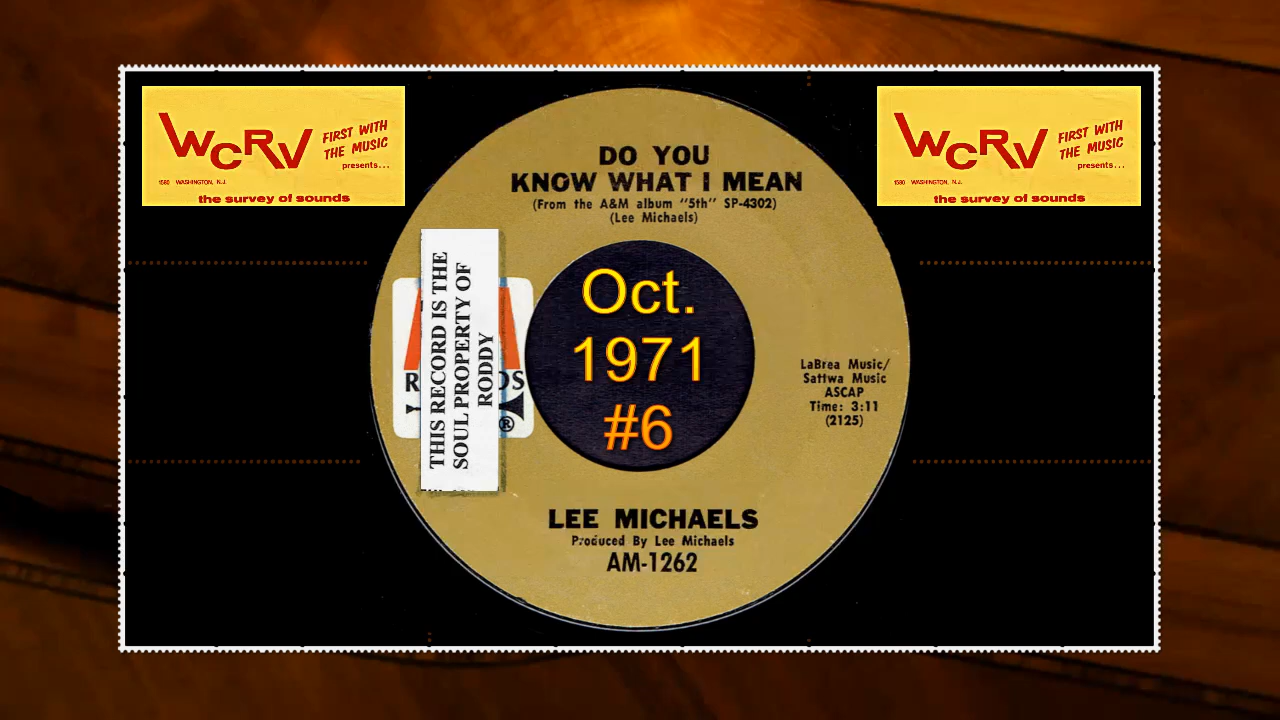 WCRV
FIRST WITH
THE MUSIC
presents...
1580 WASHINGTON, N.J.
the survey of sounds
WCRV
FIRST WITH
THE MUSIC
presents...
1580 WASHINGTON, N.J.
the survey of sounds
DO YOU
KNOW WHAT I MEAN
(From the A&M album "5th" SP-4302)
(Lee Michaels)
THIS RECORD IS THE
SOUL PROPERTY OF
RODDY
®
Oct.
1971
#6
LaBrea Music/
Sattwa Music
ASCAP
Time: 3:11
(2125)
LEE MICHAELS
Produced By Lee Michaels
AM-1262